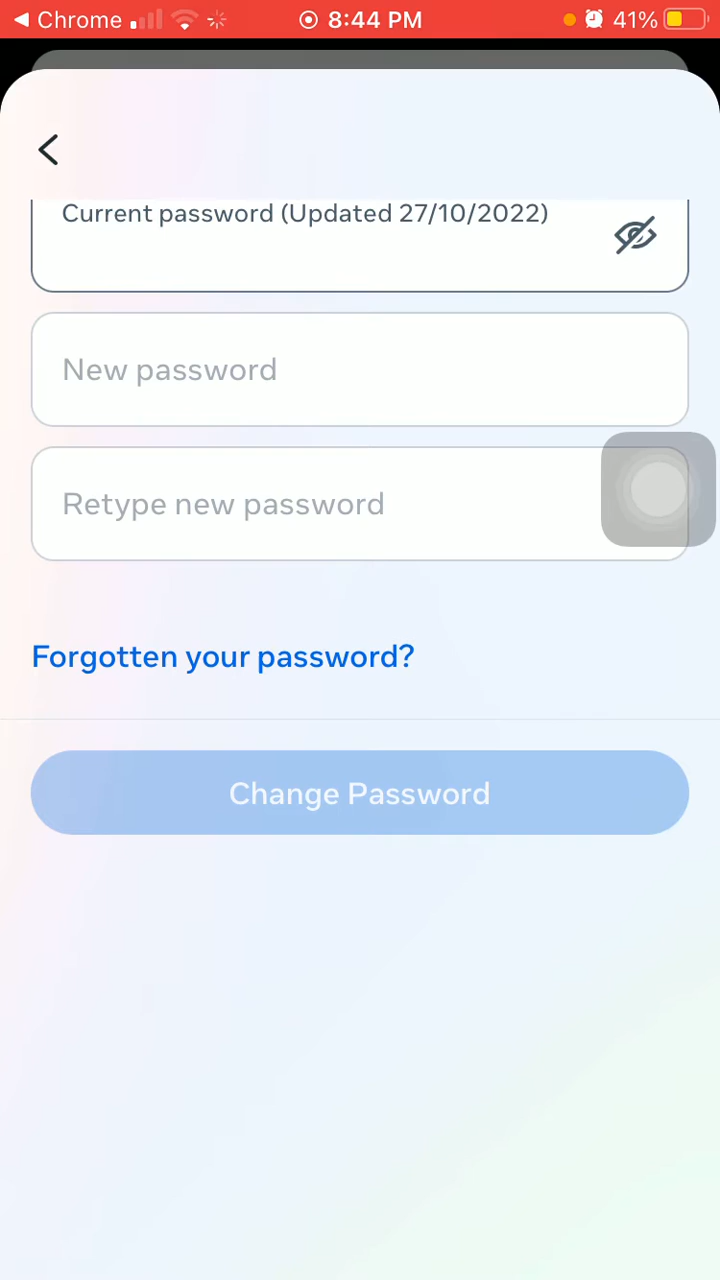 Chrome 8:44 PM 41%
Current password (Updated 27/10/2022)
New password
Retype new password
Forgotten your password?
Change Password